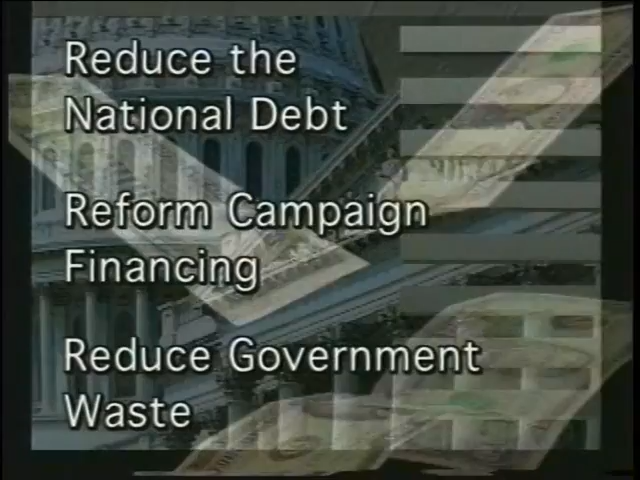 Reduce the
National Debt
Reform Campaign
Financing
Reduce Government
Waste